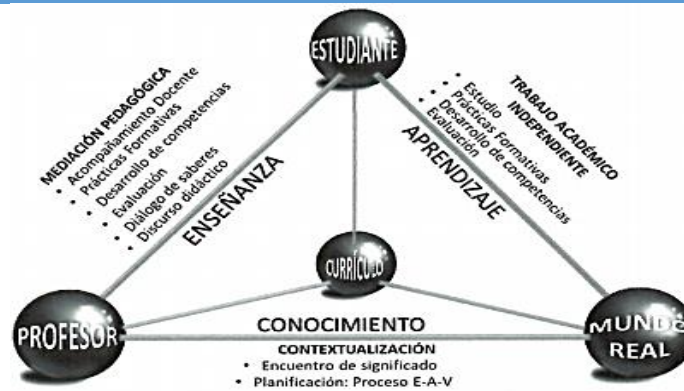 ESTUDIANTE
MEDIACIÓN PEDAGÓGICA
• Acompañamiento Docente
• Prácticas Formativas
• Desarrollo de competencias
• Evaluación
• Diálogo de saberes
• Discurso didáctico
ENSEÑANZA
TRABAJO ACADÉMICO
INDEPENDIENTE
• Estudio
• Prácticas Formativas
• Desarrollo de competencias
• Evaluación
APRENDIZAJE
CURRÍCULO
PROFESOR
CONOCIMIENTO
MUNDO
REAL
CONTEXTUALIZACIÓN
• Encuentro de significado
• Planificación: Proceso E-A-V